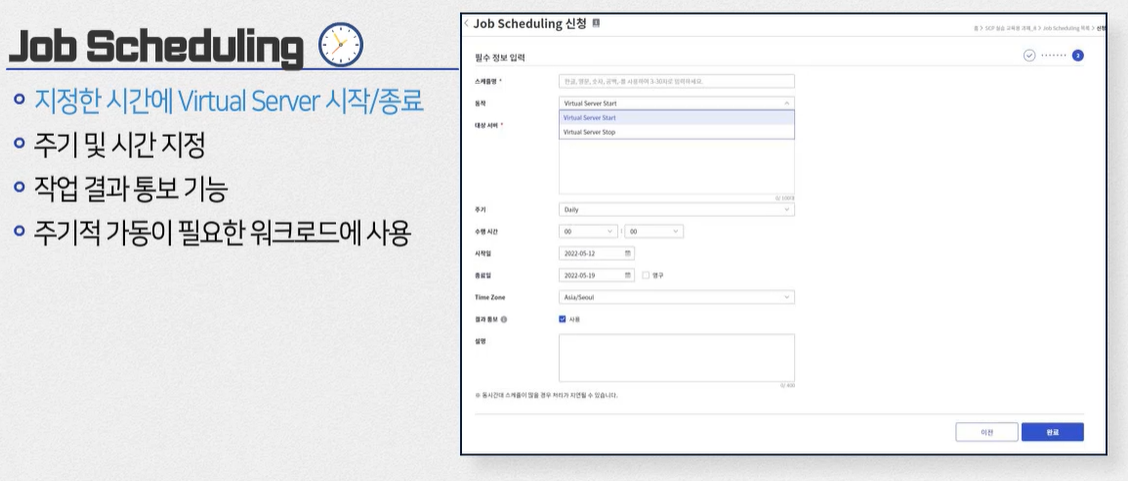 Job Scheduling
지정한 시간에 Virtual Server 시작/종료
주기 및 시간 지정
작업 결과 통보 기능
주기적 가동이 필요한 워크로드에 사용
Job Scheduling 신청
홈 > SCP 실습 교육용 과제_8 > Job Scheduling 목록 > 신청
필수 정보 입력
2
스케줄명 * 한글, 영문, 숫자, 공백,-를 사용하여 3-30자로 입력하세요.
동작 Virtual Server Start
Virtual Server Start
Virtual Server Stop
대상 서버 *
주기 Daily
수행 시간 00 : 00
시작일 2022-05-12
종료일 2022-05-19 영구
Time Zone Asia/Seoul
결과 통보 사용
설명
※ 동시간대 스케줄이 많을 경우 처리가 지연될 수 있습니다.
이전 완료